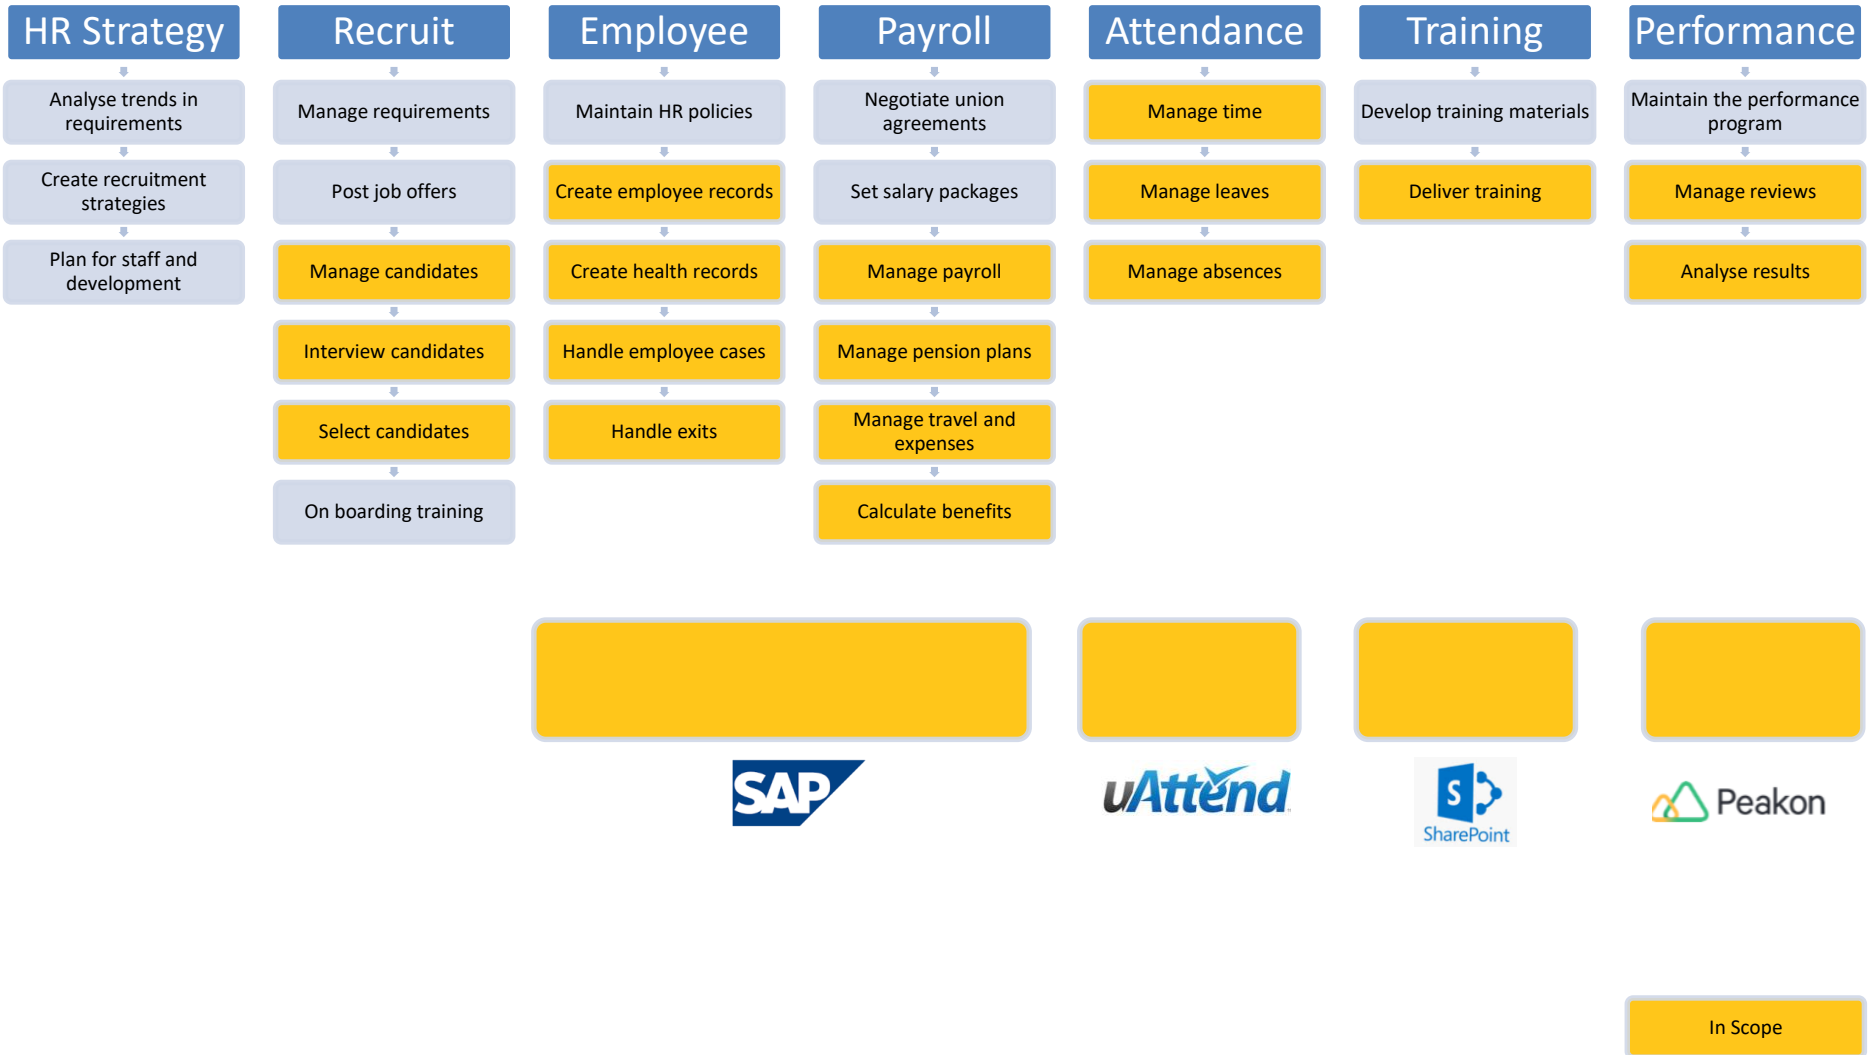 HR Strategy
Analyse trends in
requirements
Create recruitment
strategies
Plan for staff and
development
Recruit
Manage requirements
Post job offers
Manage candidates
Interview candidates
Select candidates
On boarding training
Employee
Maintain HR policies
Create employee records
Create health records
Handle employee cases
Handle exits
Payroll
Negotiate union
agreements
Set salary packages
Manage payroll
Manage pension plans
Manage travel and
expenses
Calculate benefits
Attendance
Manage time
Manage leaves
Manage absences
Training
Develop training materials
Deliver training
Performance
Maintain the performance
program
Manage reviews
Analyse results
SAP
uAttend
S
SharePoint
Peakon
In Scope